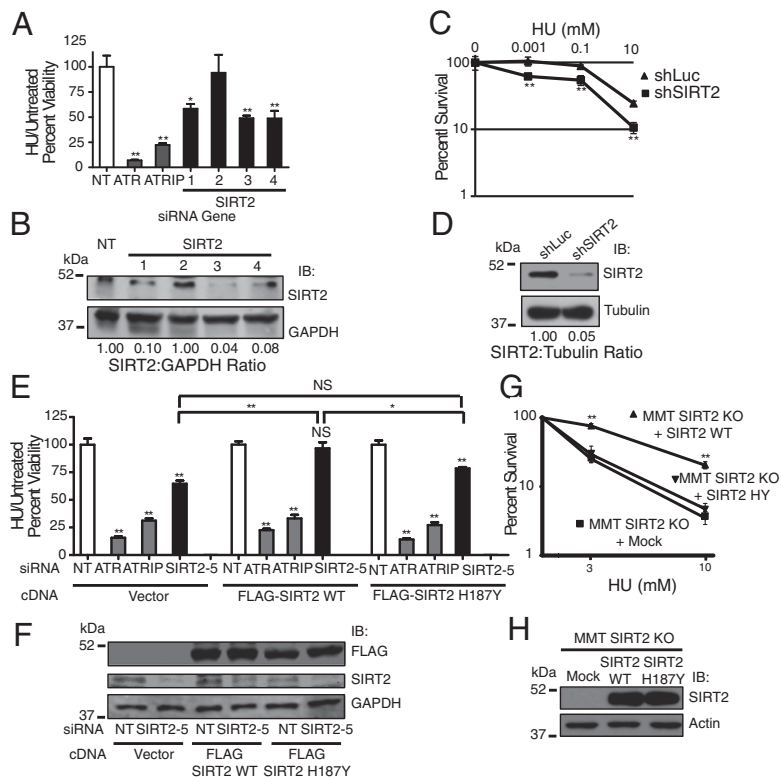 A
HU/Untreated
Percent Viability
125
100
75
50
25
0
*
**
**
**
**
NT ATR ATRIP 1 2 3 4
SIRT2
siRNA Gene
B
NT SIRT2
kDa 1 2 3 4 IB:
52
SIRT2
37
GAPDH
1.00 0.10 1.00 0.04 0.08
SIRT2:GAPDH Ratio
C
HU (mM)
0 0.001 0.1 10
Percentl Survival
100
10
1
shLuc
shSIRT2
**
**
**
D
shLuc shSIRT2
kDa
52
IB:
SIRT2
Tubulin
37
1.00 0.05
SIRT2:Tubulin Ratio
E
NS
** *
NS
HU/Untreated
Percent Viability
125
100
75
50
25
0
** ** ** ** ** ** ** **
siRNA NT ATR ATRIP SIRT2-5 NT ATR ATRIP SIRT2-5 NT ATR ATRIP SIRT2-5
cDNA Vector FLAG-SIRT2 WT FLAG-SIRT2 H187Y
F
kDa IB:
52
FLAG
SIRT2
GAPDH
37
siRNA NT SIRT2-5 NT SIRT2-5 NT SIRT2-5
cDNA Vector FLAG FLAG
SIRT2 WT SIRT2 H187Y
G
Percent Survival
100
10
1
**
**
MMT SIRT2 KO
+ SIRT2 WT
MMT SIRT2 KO
+ SIRT2 HY
MMT SIRT2 KO
+ Mock
3 10
HU (mM)
H
MMT SIRT2 KO
Mock SIRT2 SIRT2
WT H187Y
kDa IB:
52
SIRT2
Actin
37